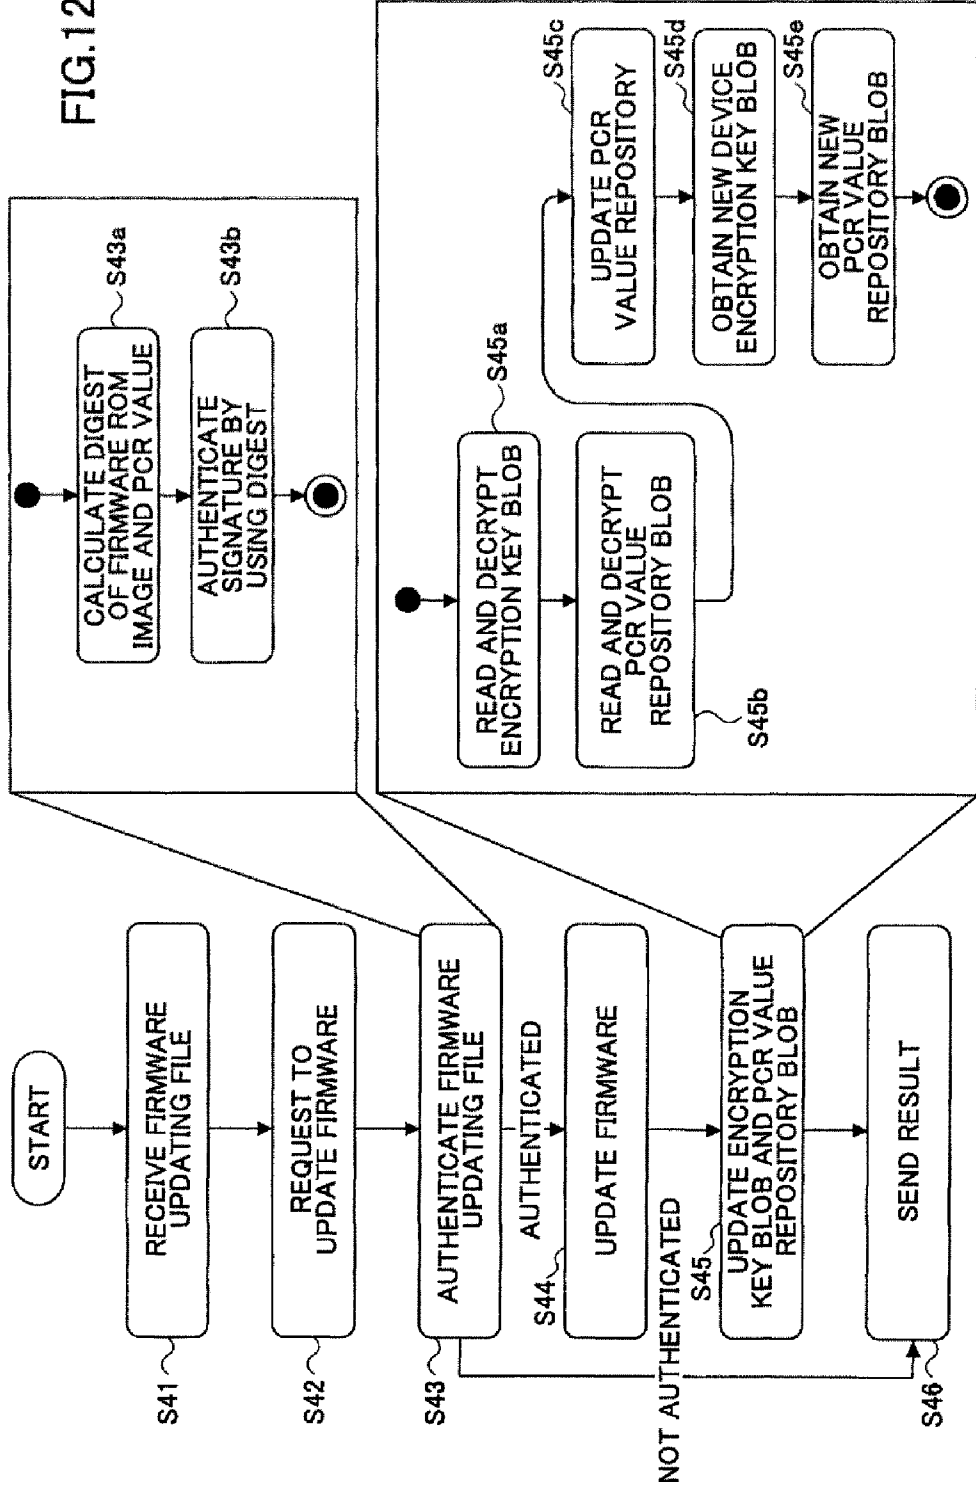 FIG.12
START
RECEIVE FIRMWARE
UPDATING FILE
S41
REQUEST TO
UPDATE FIRMWARE
S42
AUTHENTICATE FIRMWARE
UPDATING FILE
S43
AUTHENTICATED
UPDATE FIRMWARE
S44
NOT AUTHENTICATED
UPDATE ENCRYPTION
KEY BLOB AND PCR VALUE
REPOSITORY BLOB
S45
SEND RESULT
S46
CALCULATE DIGEST
OF FIRMWARE ROM
IMAGE AND PCR VALUE
S43a
AUTHENTICATE
SIGNATURE BY
USING DIGEST
S43b
READ AND DECRYPT
ENCRYPTION KEY BLOB
S45a
READ AND DECRYPT
PCR VALUE
REPOSITORY BLOB
S45b
UPDATE PCR
VALUE REPOSITORY
S45c
OBTAIN NEW DEVICE
ENCRYPTION KEY BLOB
S45d
OBTAIN NEW
PCR VALUE
REPOSITORY BLOB
S45e